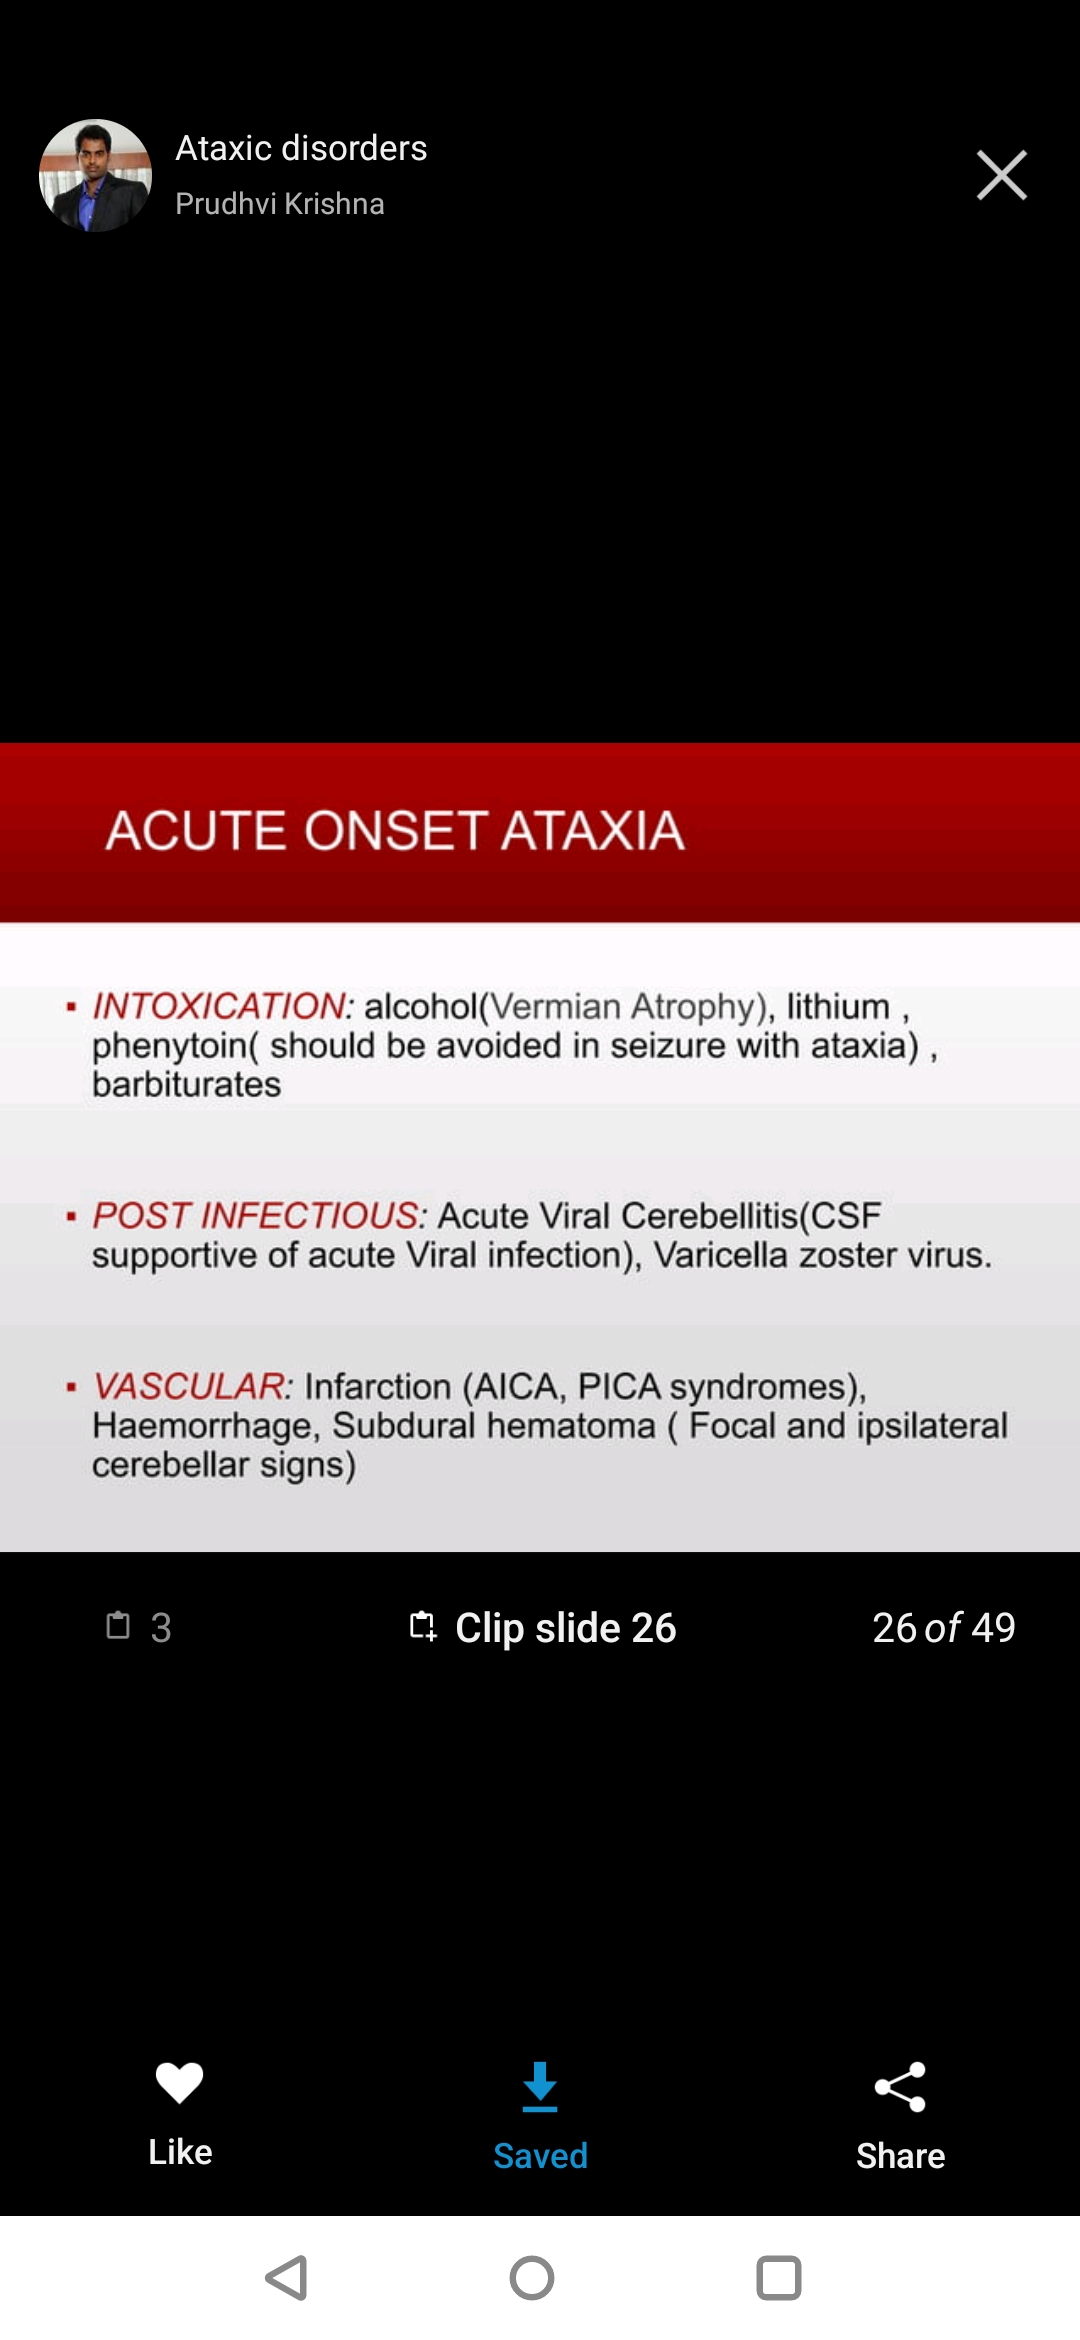 Ataxic disorders
Prudhvi Krishna
ACUTE ONSET ATAXIA
▪ INTOXICATION: alcohol(Vermian Atrophy), lithium ,
phenytoin( should be avoided in seizure with ataxia) ,
barbiturates
▪ POST INFECTIOUS: Acute Viral Cerebellitis(CSF
supportive of acute Viral infection), Varicella zoster virus.
▪ VASCULAR: Infarction (AICA, PICA syndromes),
Haemorrhage, Subdural hematoma ( Focal and ipsilateral
cerebellar signs)
3 Clip slide 26 26 of 49
Like Saved Share